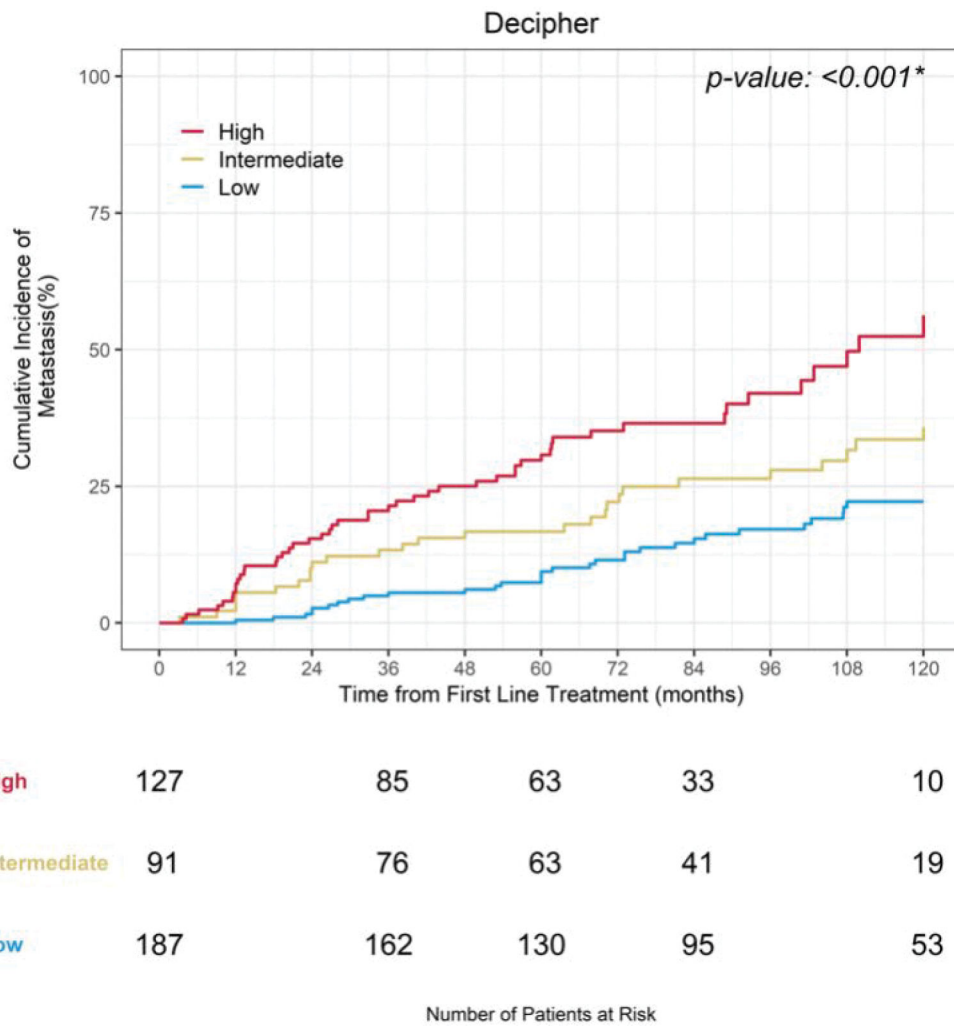 Decipher
p-value: <0.001*
100
75
50
25
0
High
Intermediate
Low
Cumulative Incidence of
Metastasis(%)
0 12 24 36 48 60 72 84 96 108 120
Time from First Line Treatment (months)
gh 127 85 63 33 10
termediate 91 76 63 41 19
ow 187 162 130 95 53
Number of Patients at Risk